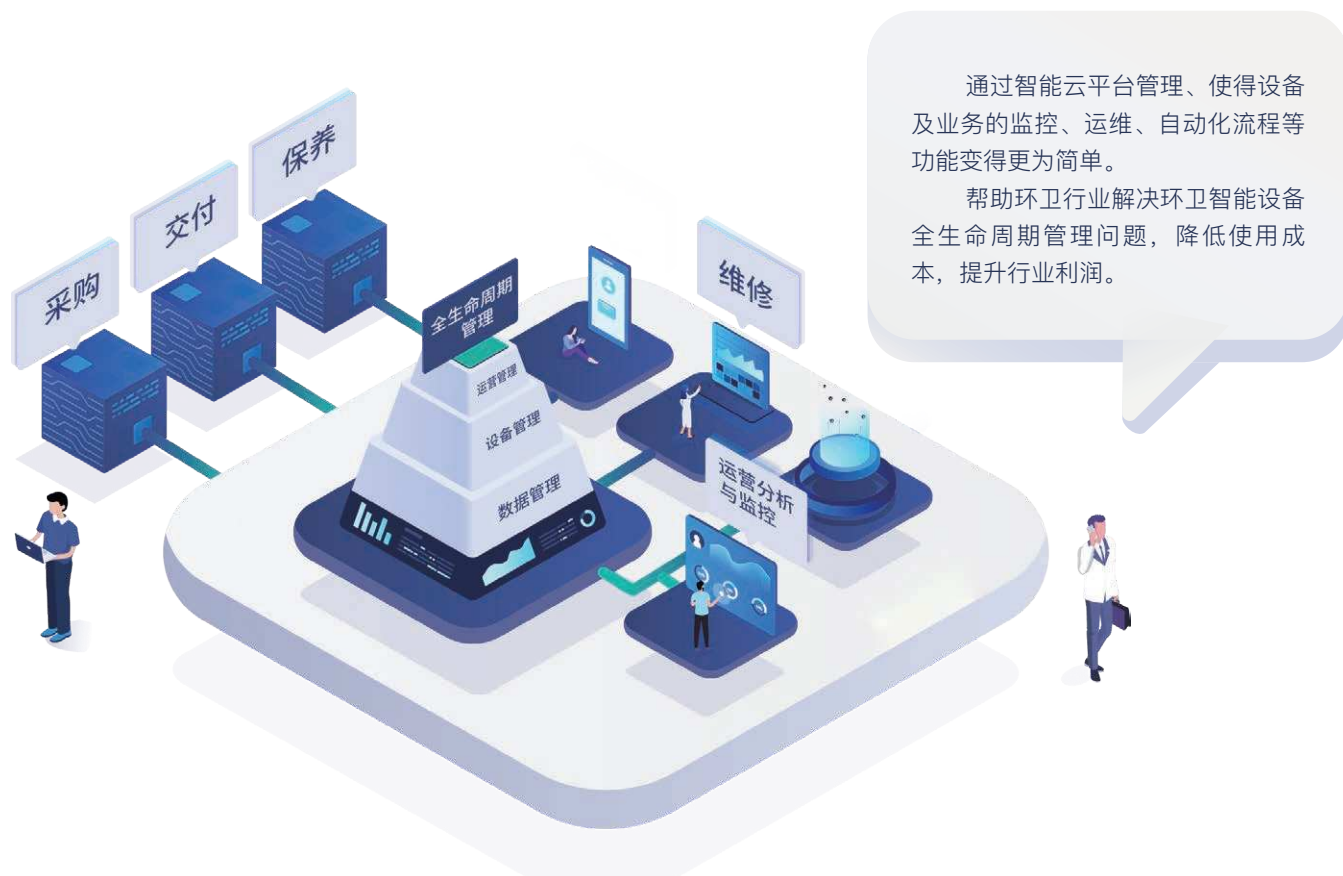 通过智能云平台管理、使得设备
及业务的监控、运维、自动化流程等
功能变得更为简单。
帮助环卫行业解决环卫智能设备
全生命周期管理问题，降低使用成
本，提升行业利润。
保养
交付
采购
维修
全生命周期
管理
运营管理
设备管理
数据管理
运营分析
与监控